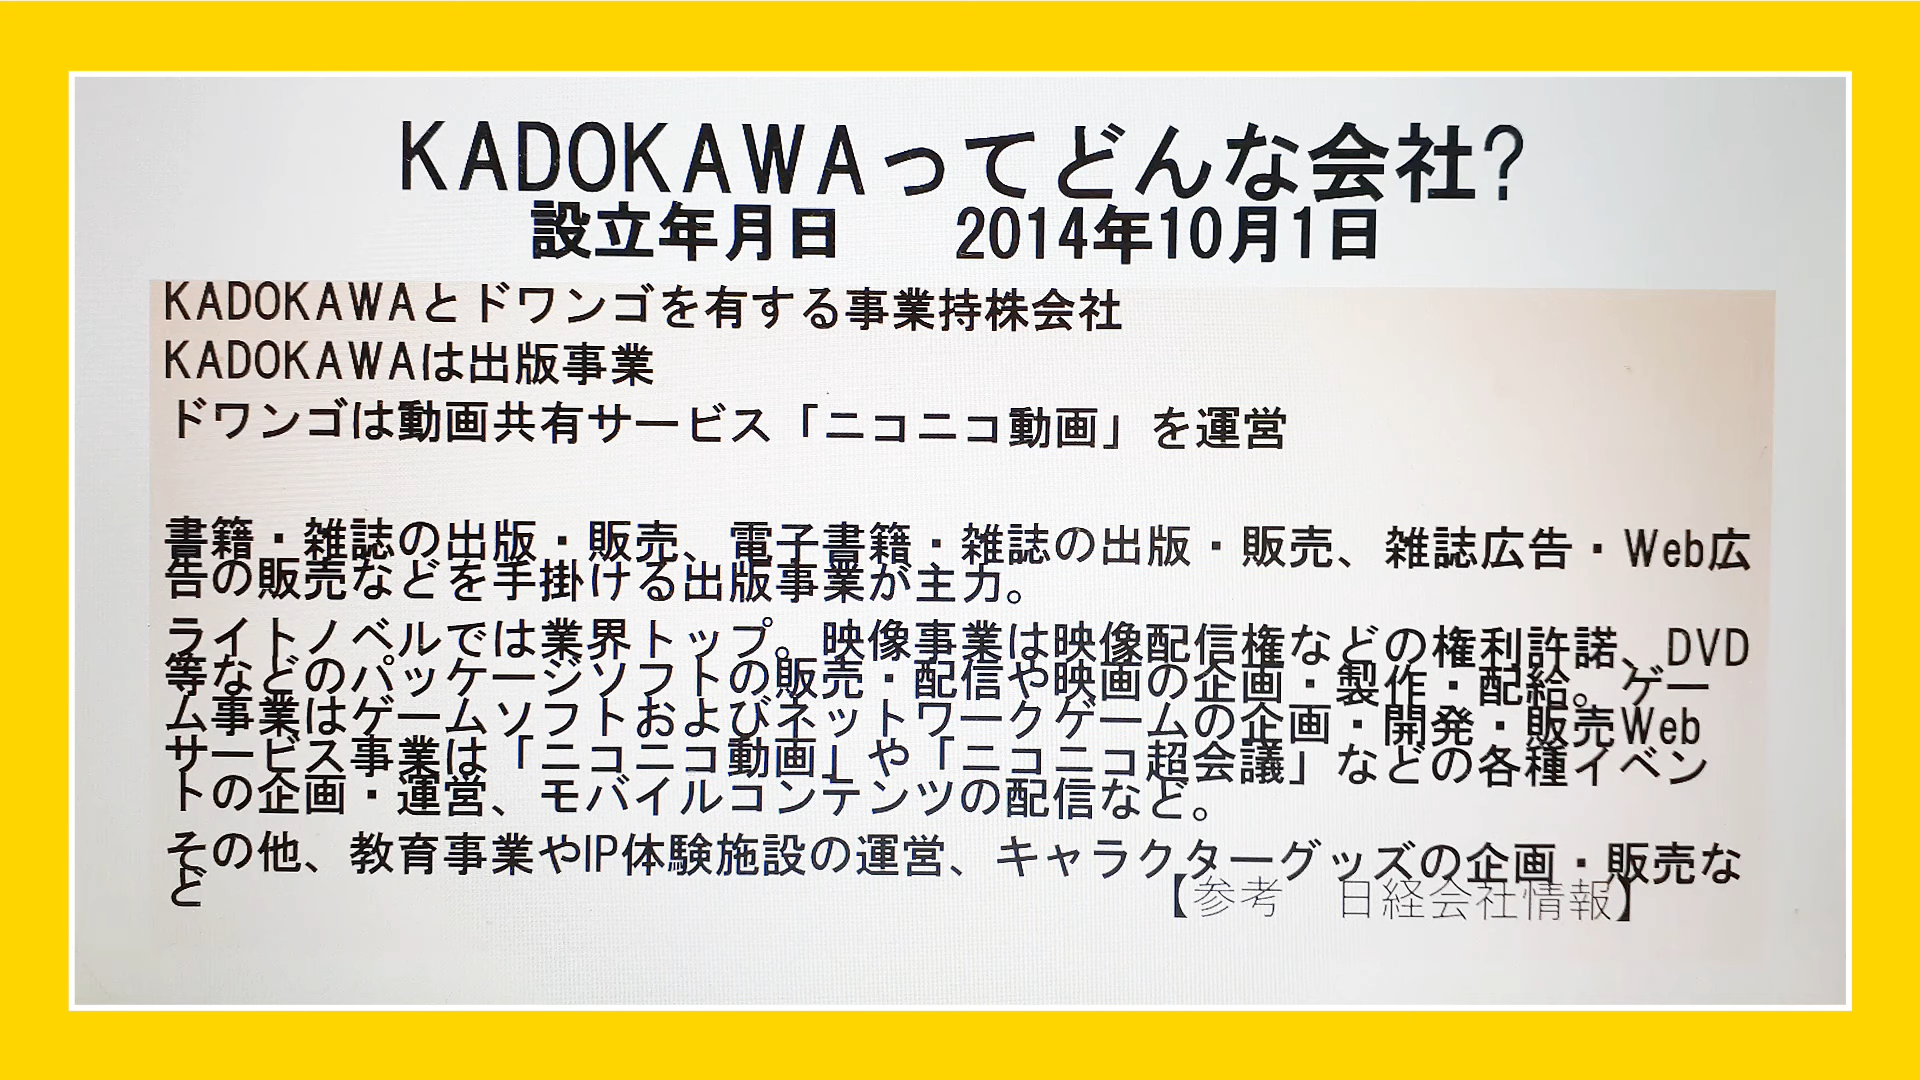 KADOKAWAってどんな会社?
設立年月日　2014年10月1日
KADOKAWAとドワンゴを有する事業持株会社
KADOKAWAは出版事業
ドワンゴは動画共有サービス「ニコニコ動画」を運営
書籍・雑誌の出版・販売、電子書籍・雑誌の出版・販売、雑誌広告・Web広
告の販売などを手掛ける出版事業が主力。
ライトノベルでは業界トップ。映像事業は映像配信権などの権利許諾、DVD
等などのパッケージソフトの販売・配信や映画の企画・製作・配給。ゲー
ム事業はゲームソフトおよびネットワークゲームの企画・開発・販売Web
サービス事業は「ニコニコ動画」や「ニコニコ超会議」などの各種イベン
トの企画・運営、モバイルコンテンツの配信など。
その他、教育事業やIP体験施設の運営、キャラクターグッズの企画・販売な
ど
【参考　日経会社情報】